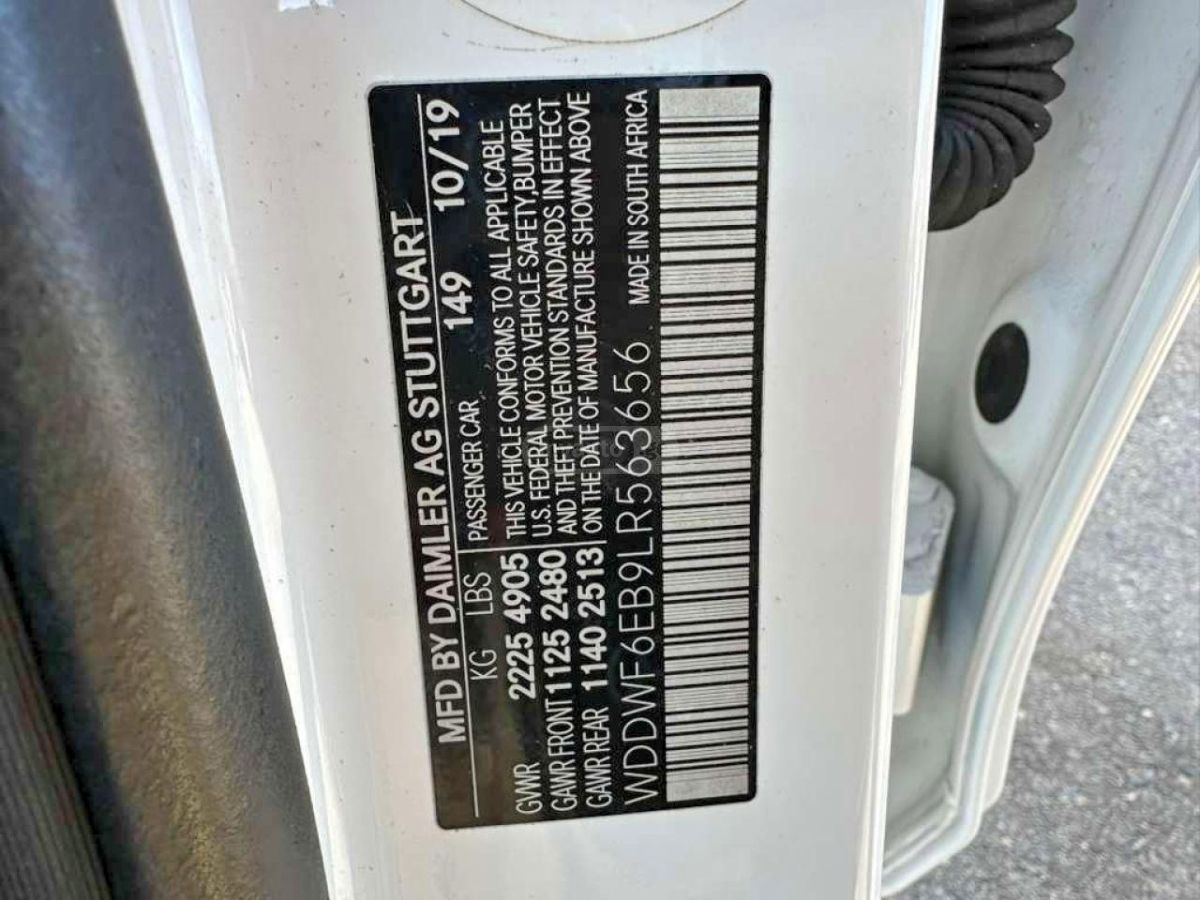 MFD BY DAIMLER AG STUTTGART
KG LBS PASSENGER CAR 149 10/19
GVWR 2225 4905 THIS VEHICLE CONFORMS TO ALL APPLICABLE
GAWR FRONT 1125 2480 U.S. FEDERAL MOTOR VEHICLE SAFETY,BUMPER
GAWR REAR 1140 2513 AND THEFT PREVENTION STANDARDS IN EFFECT
ON THE DATE OF MANUFACTURE SHOWN ABOVE
WDDWF6EB9LR563656 MADE IN SOUTH AFRICA